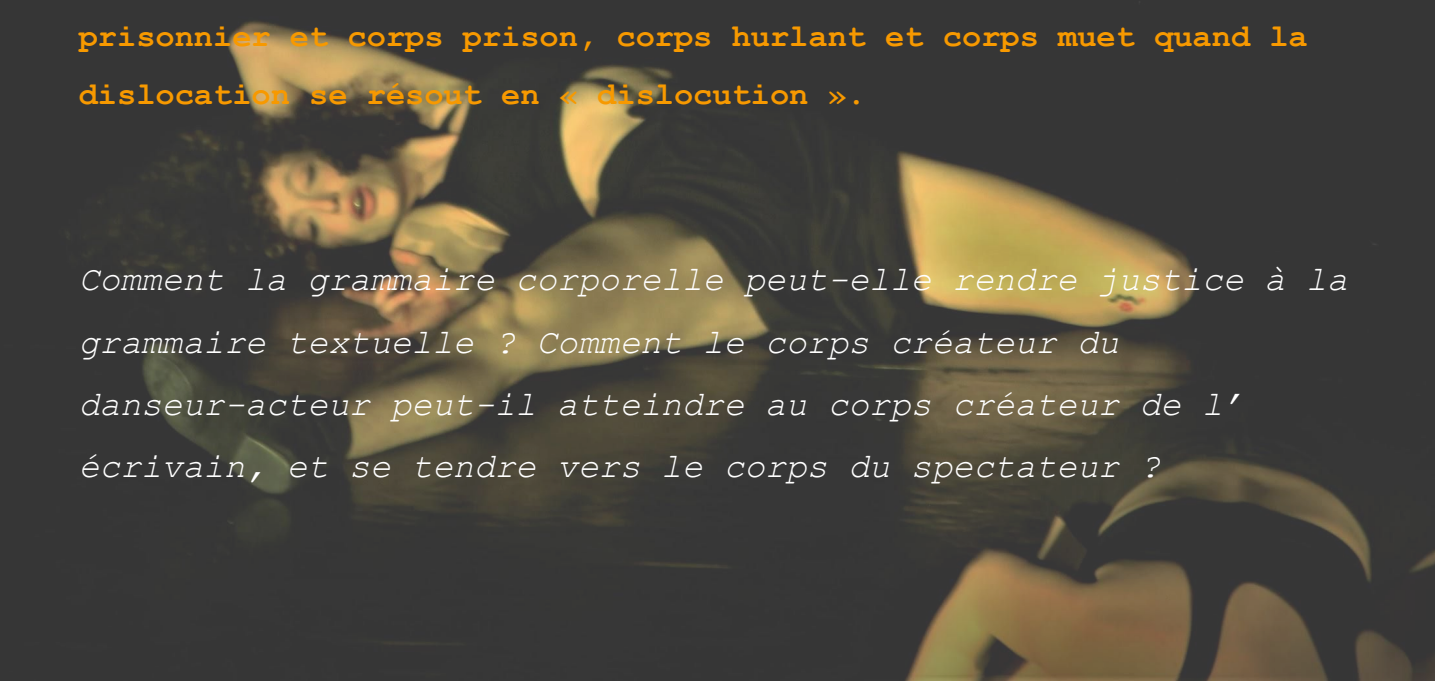 prisonnier et corps prison, corps hurlant et corps muet quand la
dislocation se résout en « dislocution ».
Comment la grammaire corporelle peut-elle rendre justice à la
grammaire textuelle ? Comment le corps créateur du
danseur-acteur peut-il atteindre au corps créateur de l’
écrivain, et se tendre vers le corps du spectateur ?